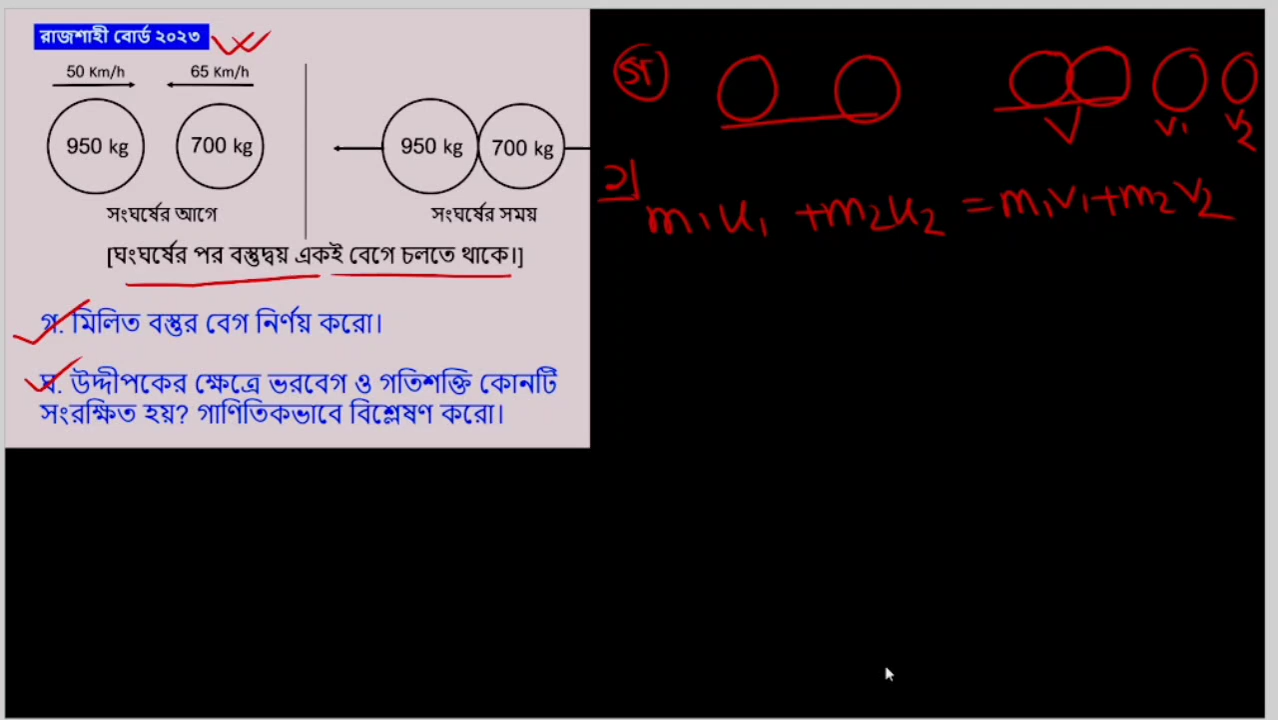 রাজশাহী বোর্ড ২০২৩
50 Km/h
65 Km/h
950 kg
700 kg
950 kg
700 kg
সংঘর্ষের আগে
সংঘর্ষের সময়
[ঘংঘর্ষের পর বস্তুদ্বয় একই বেগে চলতে থাকে।]
গ. মিলিত বস্তুর বেগ নির্ণয় করো।
ঘ. উদ্দীপকের ক্ষেত্রে ভরবেগ ও গতিশক্তি কোনটি
সংরক্ষিত হয়? গাণিতিকভাবে বিশ্লেষণ করো।
V
v₁
v₂
m₁u₁ + m₂u₂ = m₁v₁ + m₂v₂